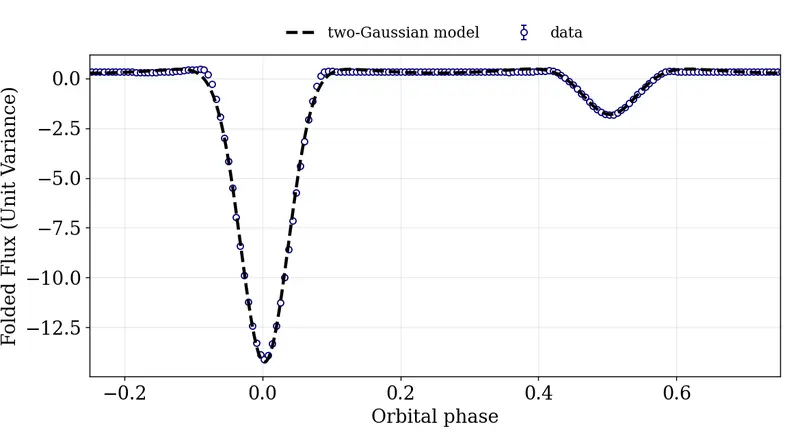 two-Gaussian model data
0.0
−2.5
−5.0
−7.5
−10.0
−12.5
Folded Flux (Unit Variance)
−0.2 0.0 0.2 0.4 0.6
Orbital phase